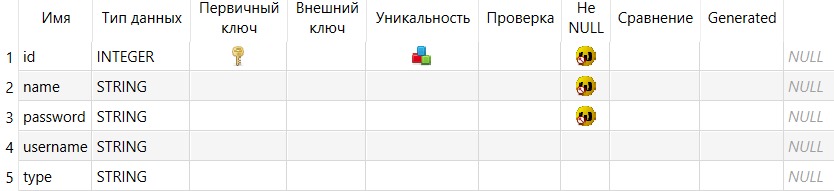 Имя Тип данных Первичный ключ Внешний ключ Уникальность Проверка Не NULL Сравнение Generated
1 id INTEGER NULL
2 name STRING NULL
3 password STRING NULL
4 username STRING NULL
5 type STRING NULL